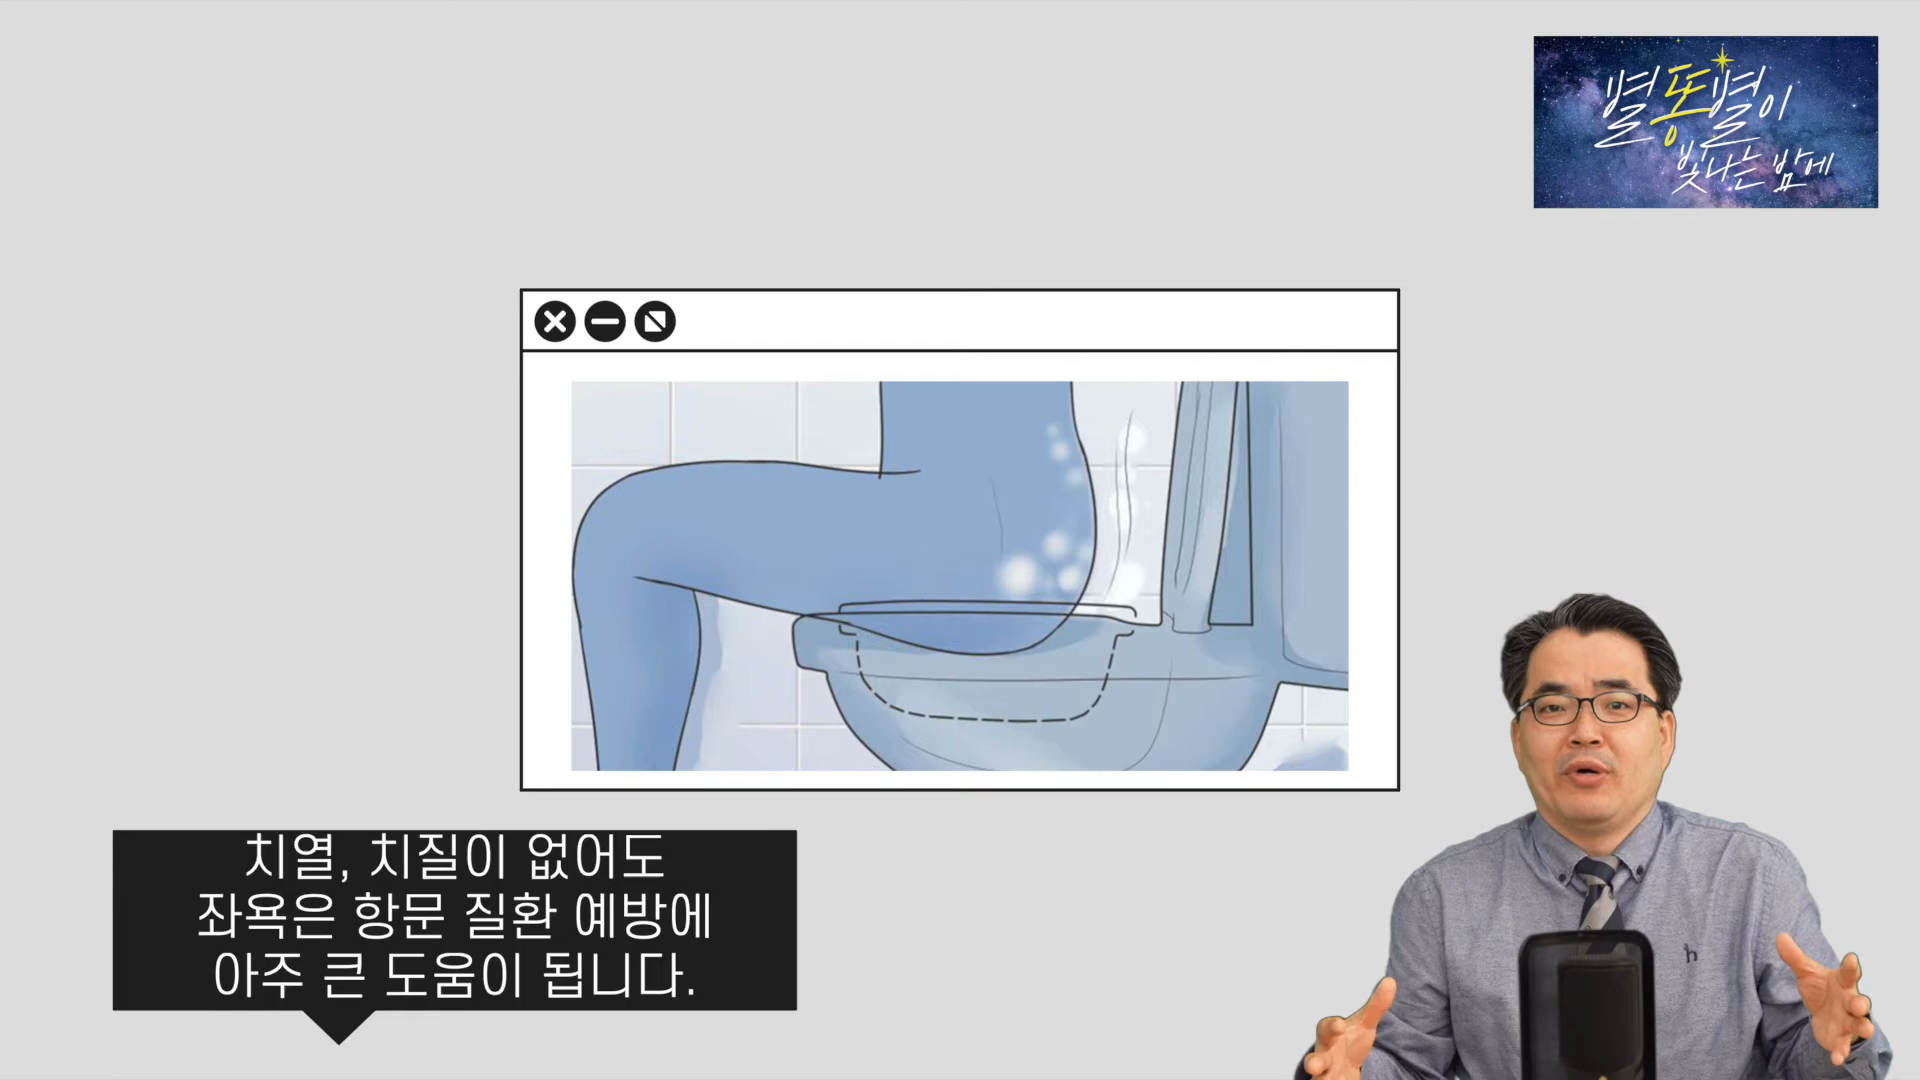 별똥별이
빛나는 밤에
치열, 치질이 없어도
좌욕은 항문 질환 예방에
아주 큰 도움이 됩니다.
h